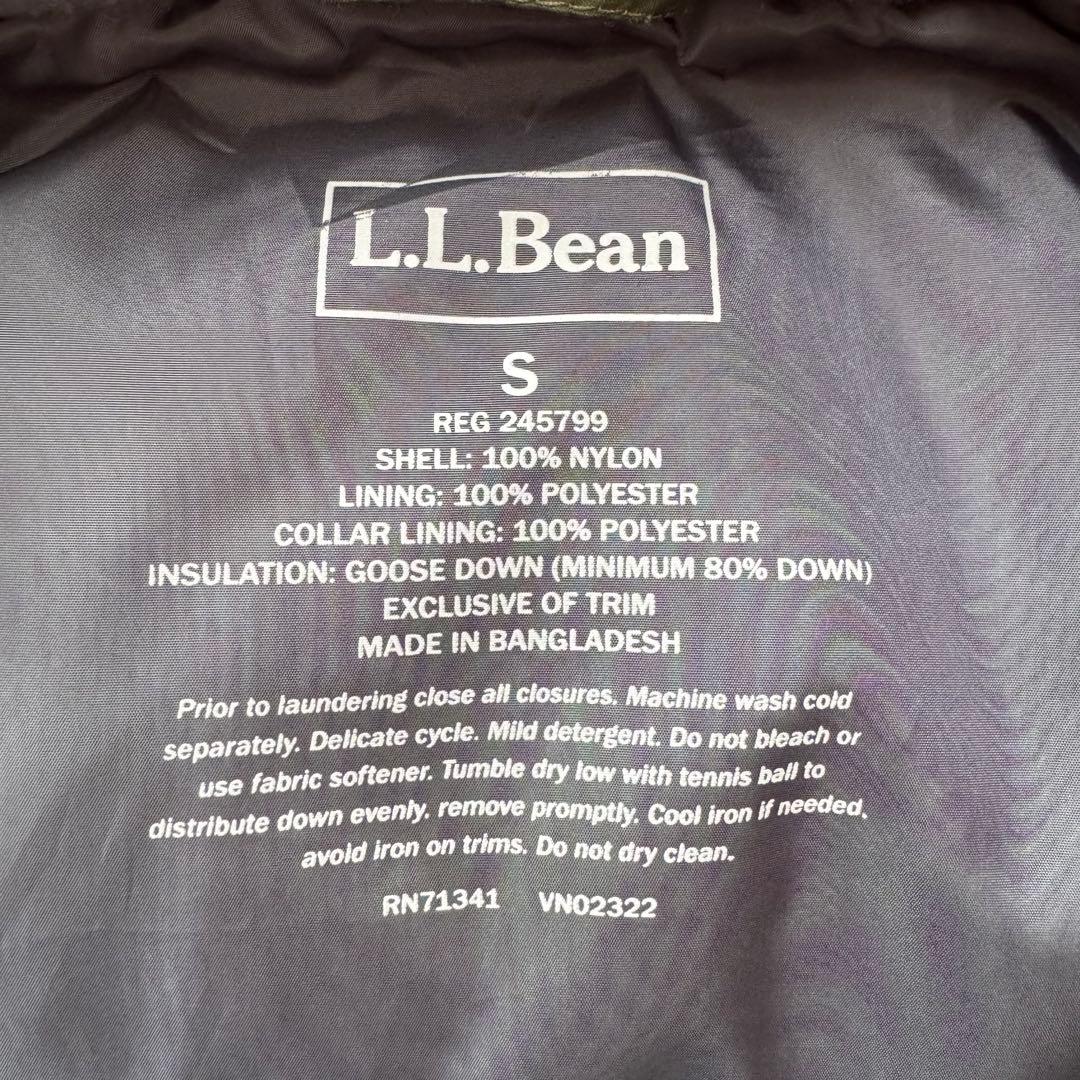 L.L.Bean
S
REG 245799
SHELL: 100% NYLON
LINING: 100% POLYESTER
COLLAR LINING: 100% POLYESTER
INSULATION: GOOSE DOWN (MINIMUM 80% DOWN)
EXCLUSIVE OF TRIM
MADE IN BANGLADESH
Prior to laundering close all closures. Machine wash cold
separately. Delicate cycle. Mild detergent. Do not bleach or
use fabric softener. Tumble dry low with tennis ball to
distribute down evenly. remove promptly. Cool iron if needed.
avoid iron on trims. Do not dry clean.
RN71341 VN02322